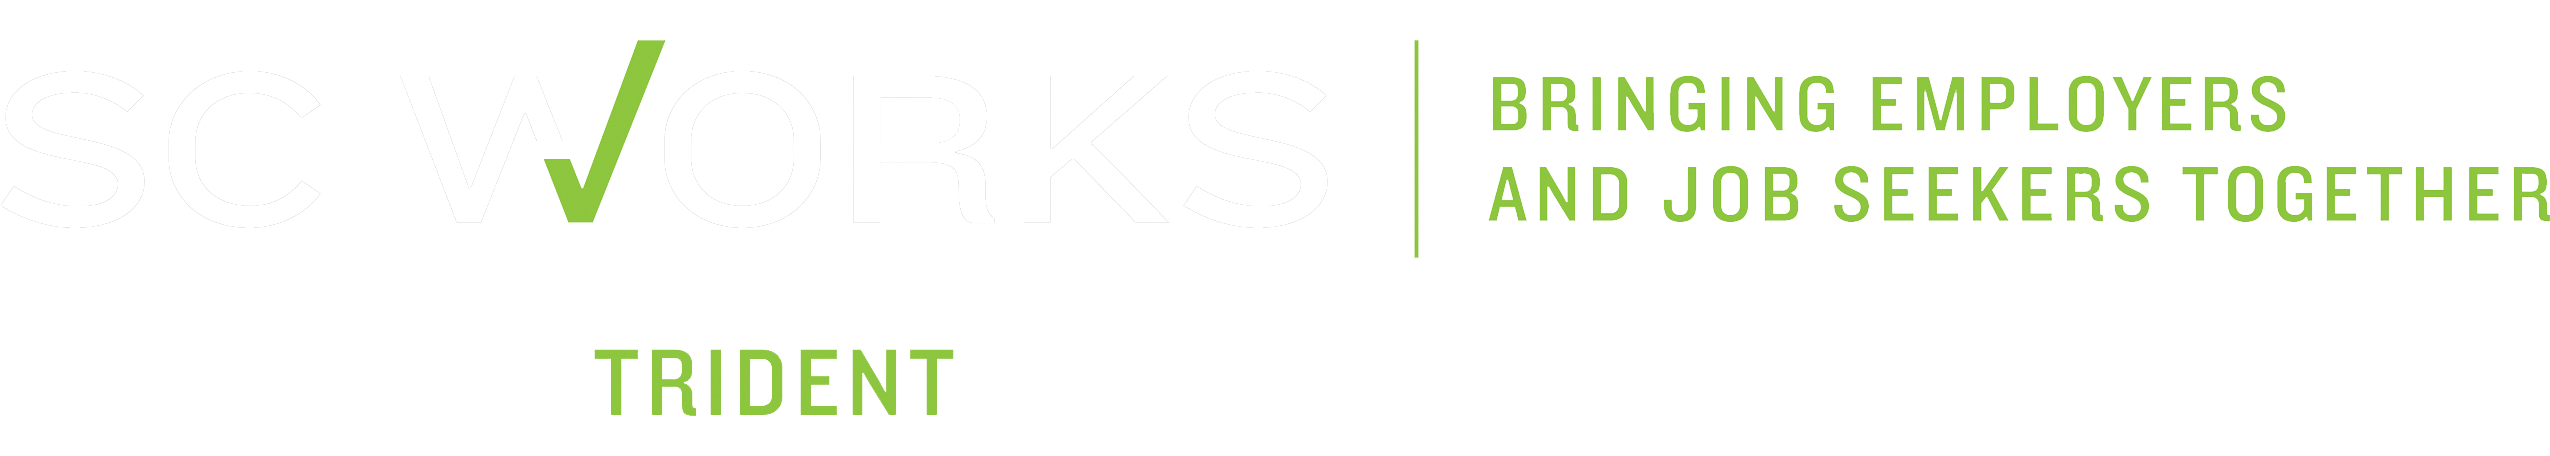 SC WORKS
BRINGING EMPLOYERS
AND JOB SEEKERS TOGETHER
TRIDENT